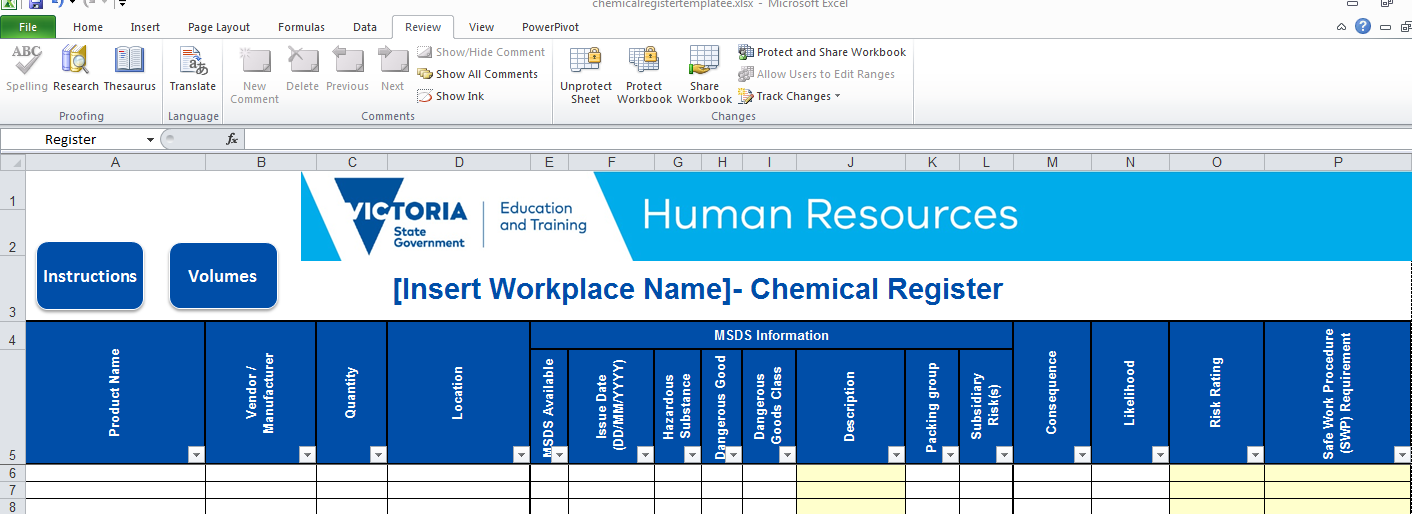 chemicalregistertemplatee.xlsx - Microsoft Excel
File Home Insert Page Layout Formulas Data Review View PowerPivot
ABC
Spelling Research Thesaurus
Proofing
Translate
Language
New Comment
Delete Previous Next
Show/Hide Comment
Show All Comments
Show Ink
Comments
Unprotect Sheet
Protect Workbook
Share Workbook
Protect and Share Workbook
Allow Users to Edit Ranges
Track Changes
Changes
Register fx
A B C D E F G H I J K L M N O P
1
2
3
4
5
6
7
8
Instructions
Volumes
VICTORIA
State
Government
Education
and Training
Human Resources
[Insert Workplace Name]- Chemical Register
MSDS Information
Product Name
Vendor /
Manufacturer
Quantity
Location
MSDS Available
Issue Date
(DD/MM/YYYY)
Hazardous
Substance
Dangerous Good
Dangerous
Goods Class
Description
Packing group
Subsidiary
Risk(s)
Consequence
Likelihood
Risk Rating
Safe Work Procedure
(SWP) Requirement